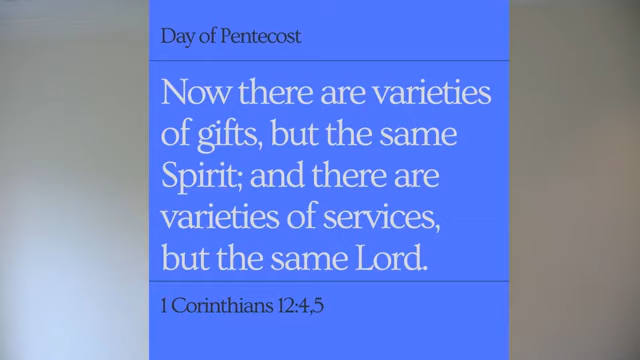 Day of Pentecost
Now there are varieties
of gifts, but the same
Spirit; and there are
varieties of services,
but the same Lord.
1 Corinthians 12:4,5